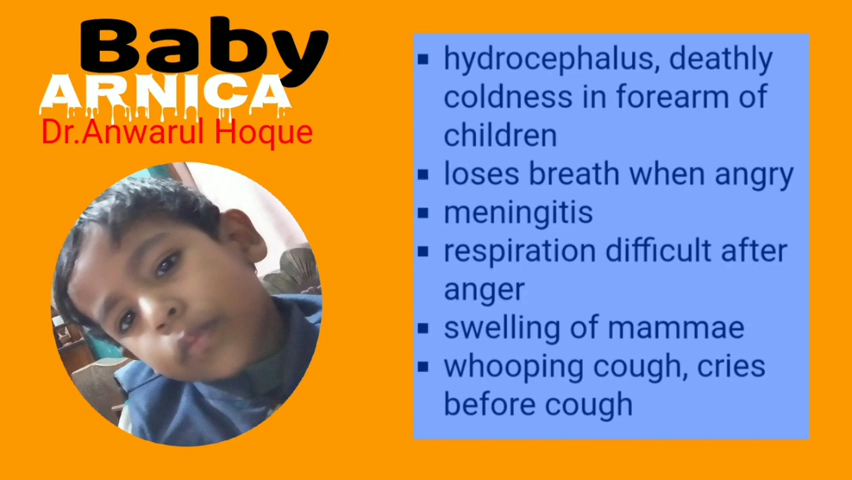 Baby
ARNICA
Dr.Anwarul Hoque
▪ hydrocephalus, deathly
coldness in forearm of
children
▪ loses breath when angry
▪ meningitis
▪ respiration difficult after
anger
▪ swelling of mammae
▪ whooping cough, cries
before cough